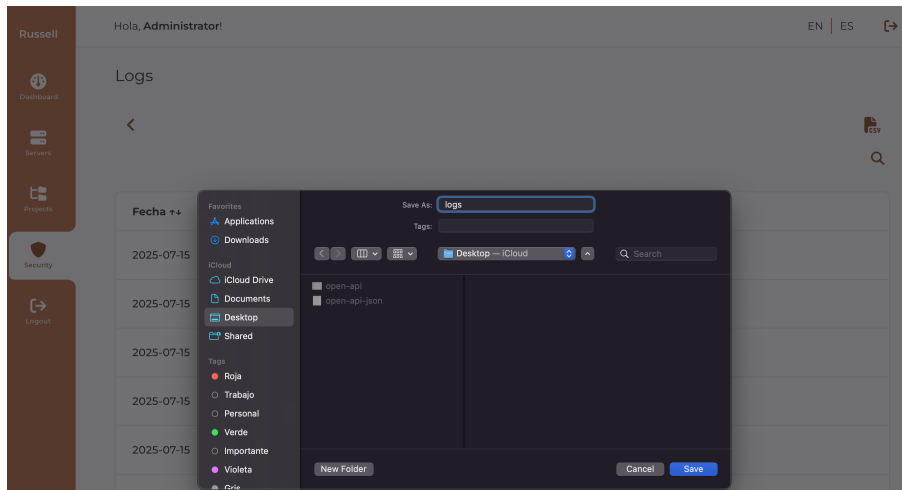 Russell
Hola, Administrator!
EN
ES
Dashboard
Servers
Projects
Security
Logout
Logs
CSV
Fecha ↑↓
2025-07-15
2025-07-15
2025-07-15
2025-07-15
2025-07-15
Favorites
Applications
Downloads
iCloud
iCloud Drive
Documents
Desktop
Shared
Tags
Roja
Trabajo
Personal
Verde
Importante
Violeta
Gris
Save As: logs
Tags:
Desktop — iCloud
Search
open-api
open-api-json
New Folder
Cancel
Save